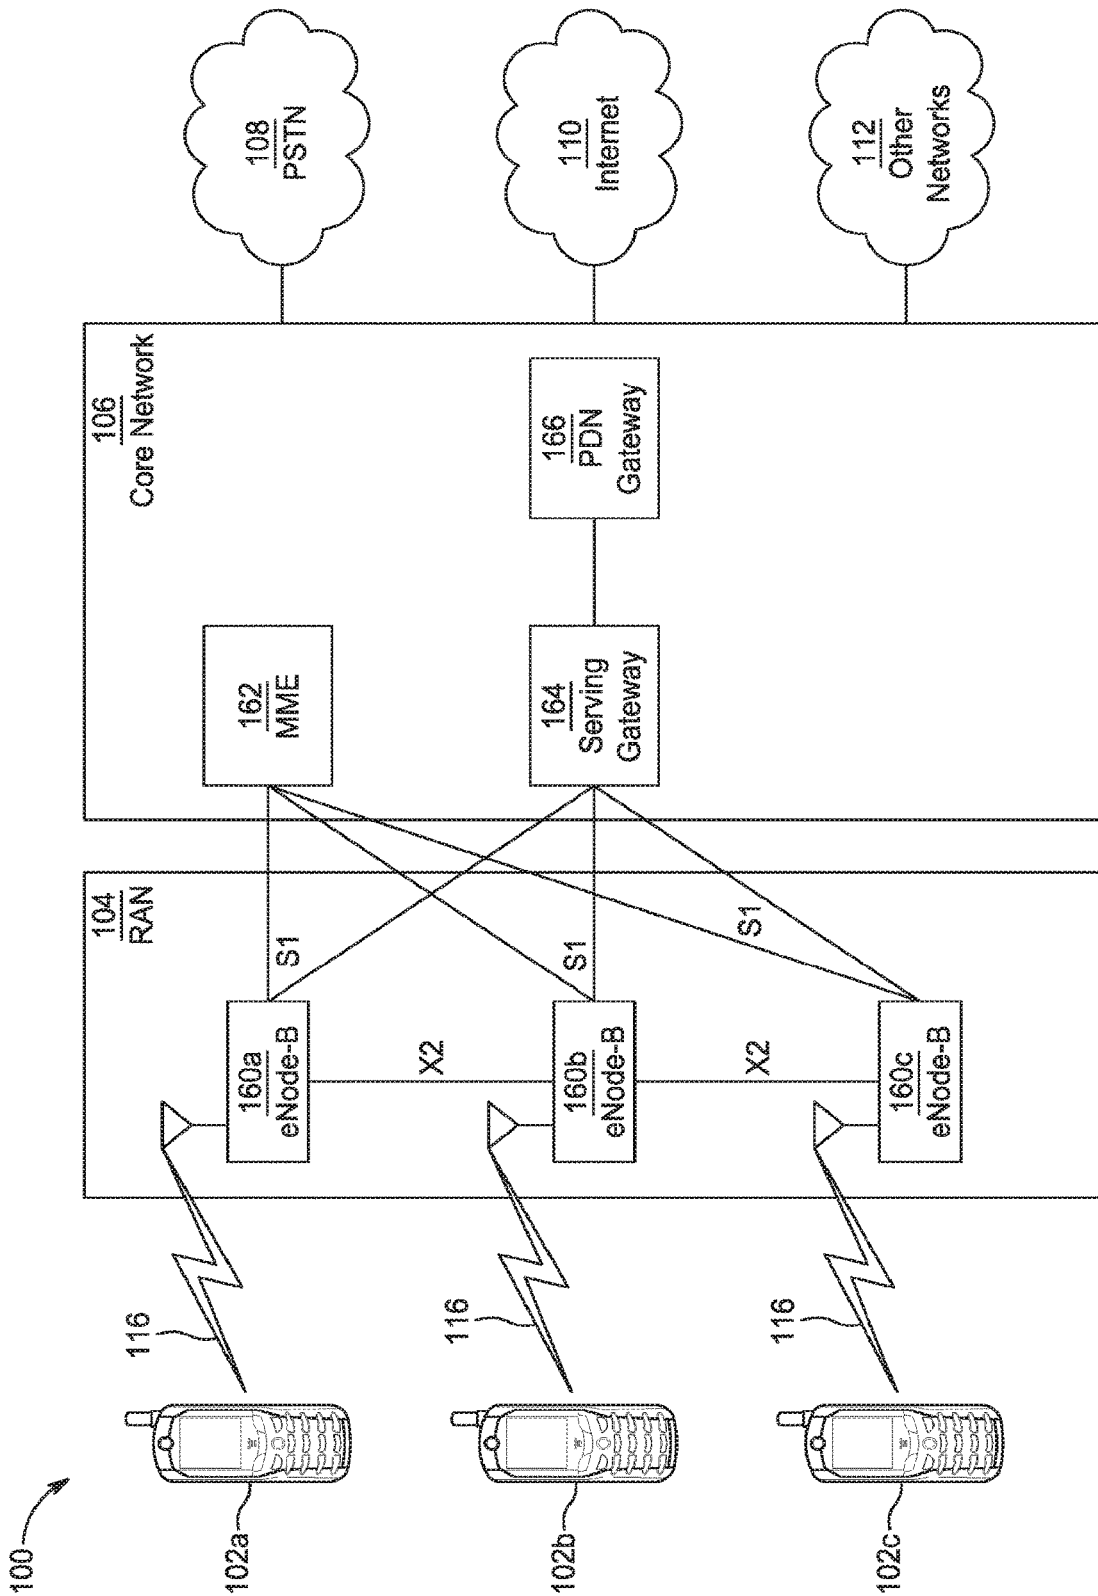 100
102a
116
102b
116
102c
116
104
RAN
160a
eNode-B
X2
160b
eNode-B
X2
160c
eNode-B
S1
S1
S1
106
Core Network
162
MME
164
Serving
Gateway
166
PDN
Gateway
108
PSTN
110
Internet
112
Other
Networks